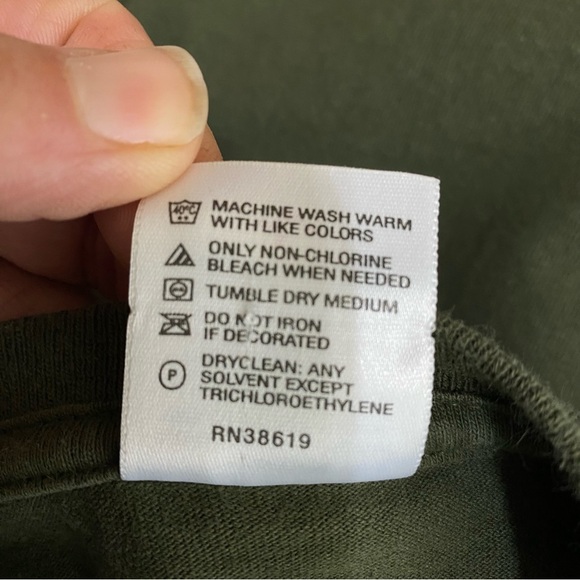 40°C
MACHINE WASH WARM
WITH LIKE COLORS
ONLY NON-CHLORINE
BLEACH WHEN NEEDED
TUMBLE DRY MEDIUM
DO NOT IRON
IF DECORATED
P
DRYCLEAN: ANY
SOLVENT EXCEPT
TRICHLOROETHYLENE
RN38619